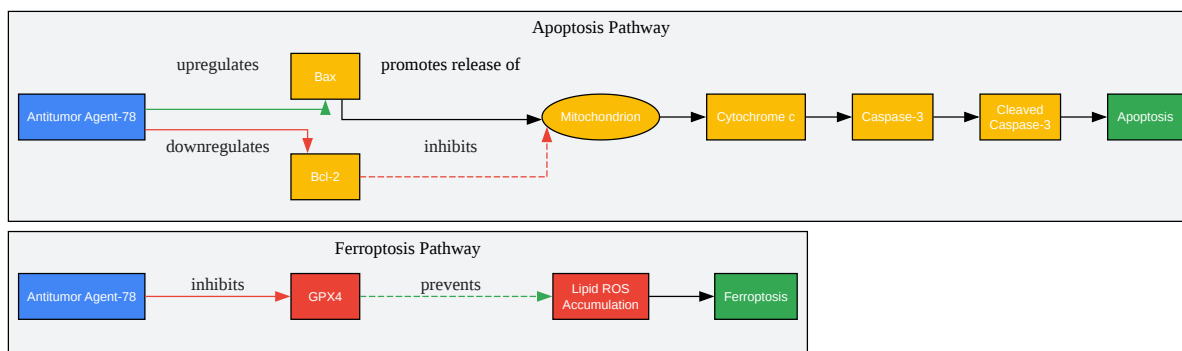 Apoptosis Pathway
upregulates
Bax
promotes release of
Antitumor Agent-78
Mitochondrion
Cytochrome c
Caspase-3
Cleaved
Caspase-3
Apoptosis
downregulates
inhibits
Bcl-2
Ferroptosis Pathway
Antitumor Agent-78
inhibits
GPX4
prevents
Lipid ROS
Accumulation
Ferroptosis